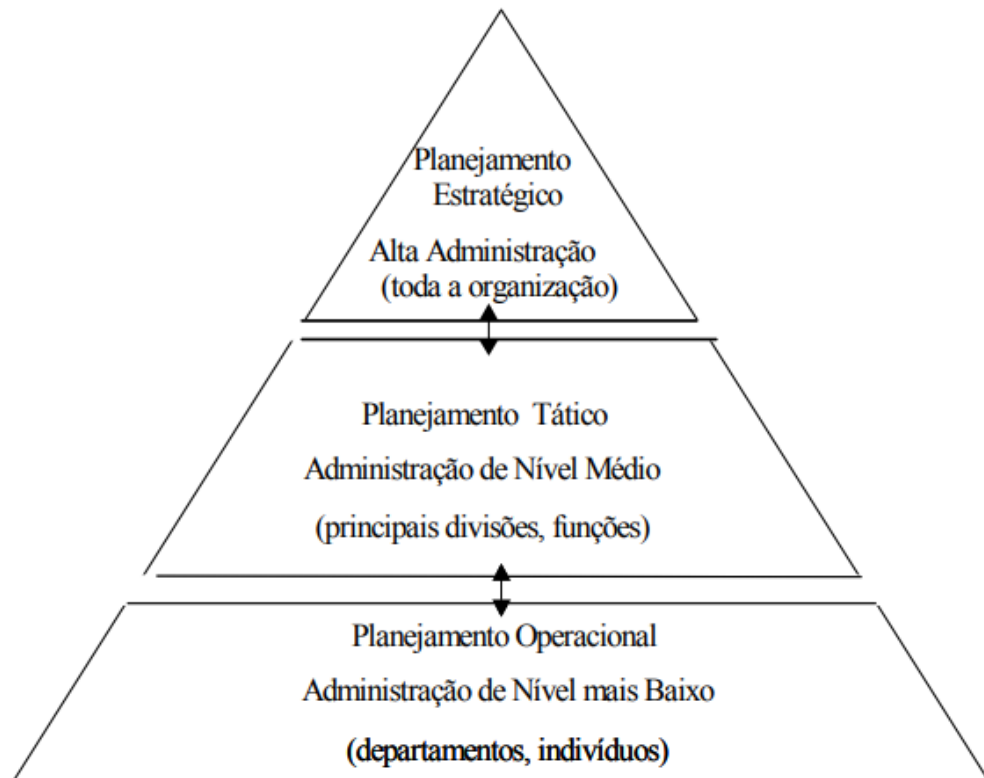 Planejamento
Estratégico
Alta Administração
(toda a organização)
Planejamento Tático
Administração de Nível Médio
(principais divisões, funções)
Planejamento Operacional
Administração de Nível mais Baixo
(departamentos, indivíduos)